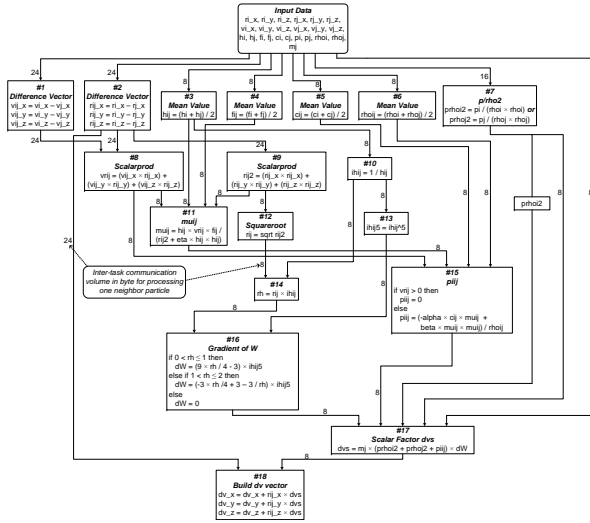 Input Data
ri_x, ri_y, ri_z, rj_x, rj_y, rj_z,
vi_x, vi_y, vi_z, vj_x, vj_y, vj_z,
hi, hj, fi, fj, ci, cj, pi, pj, rhoi, rhoj,
mj
24
24
8
8
8
8
16
#1
Difference Vector
vij_x = vi_x − vj_x
vij_y = vi_y − vj_y
vij_z = vi_z − vj_z
#2
Difference Vector
rij_x = ri_x − rj_x
rij_y = ri_y − rj_y
rij_z = ri_z − rj_z
#3
Mean Value
hij = (hi + hj) / 2
#4
Mean Value
fij = (fi + fj) / 2
#5
Mean Value
cij = (ci + cj) / 2
#6
Mean Value
rhoij = (rhoi + rhoj) / 2
#7
p/rho2
prhoi2 = pi / (rhoi × rhoi) or
prhoj2 = pj / (rhoj × rhoj)
24
24
24
8
8
#8
Scalarprod
vrij = (vij_x × rij_x) +
(vij_y × rij_y) + (vij_z × rij_z)
#9
Scalarprod
rij2 = (rij_x × rij_x) +
(rij_y × rij_y) + (rij_z × rij_z)
#10
ihij = 1 / hij
8
8
8
8
8
prhoi2
#11
muij
muij = hij × vrij × fij /
(rij2 + eta × hij × hij)
8
8
#12
Squareroot
rij = sqrt rij2
8
#13
ihij5 = ihij^5
24
8
8
8
Inter-task communication
volume in byte for processing
one neighbor particle
#14
rh = rij × ihij
#15
piij
if vrij > 0 then
piij = 0
else
piij = (-alpha × cij × muij +
beta × muij × muij) / rhoij
8
8
#16
Gradient of W
if 0 < rh ≤ 1 then
dW = (9 × rh / 4 - 3) × ihij5
else if 1 < rh ≤ 2 then
dW = (-3 × rh /4 + 3 − 3 / rh) × ihij5
else
dW = 0
8
8
8
8
8
8
#17
Scalar Factor dvs
dvs = mj × (prhoi2 + prhoj2 + piij) × dW
8
#18
Build dv vector
dv_x = dv_x + rij_x × dvs
dv_y = dv_y + rij_y × dvs
dv_z = dv_z + rij_z × dvs